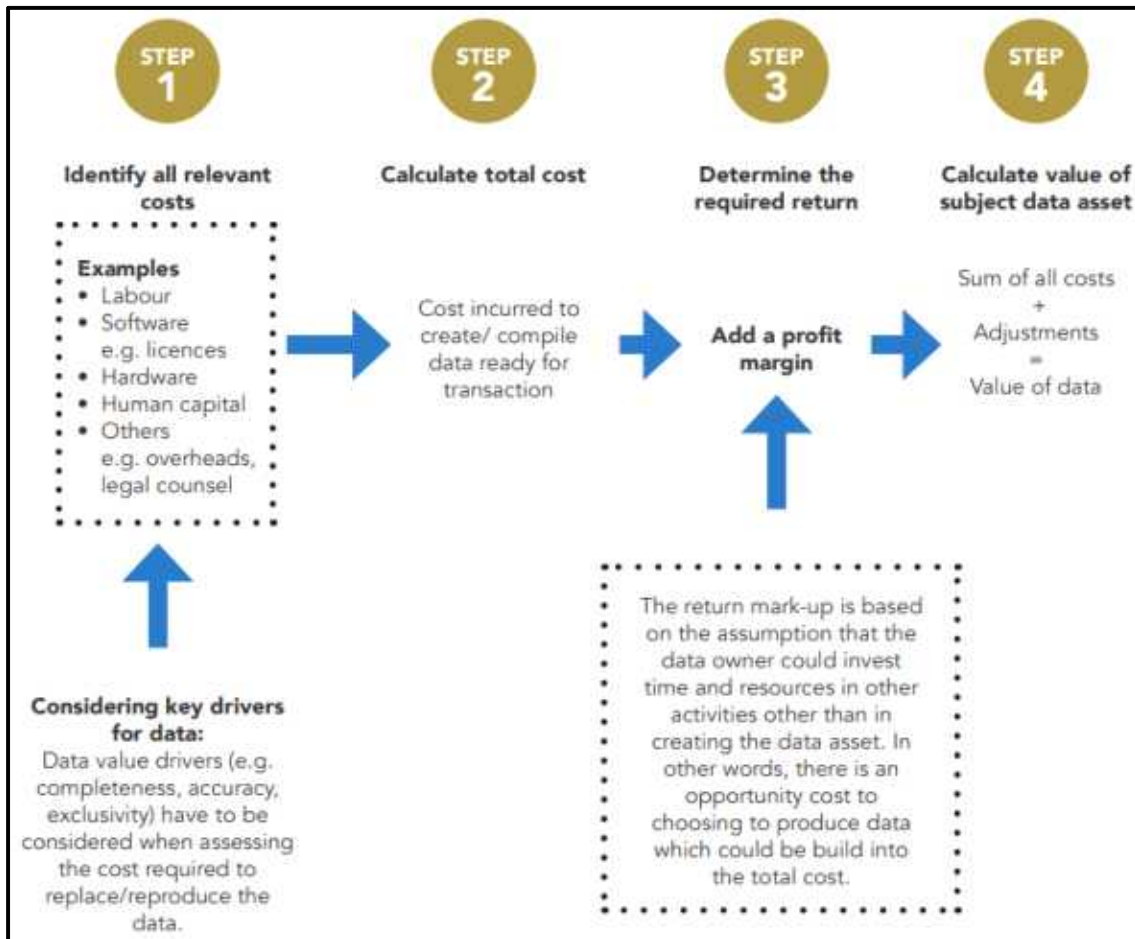 STEP
1
STEP
2
STEP
3
STEP
4
Identify all relevant
costs
Calculate total cost
Determine the
required return
Calculate value of
subject data asset
Examples
• Labour
• Software
e.g. licences
• Hardware
• Human capital
• Others
e.g. overheads,
legal counsel
Cost incurred to
create/ compile
data ready for
transaction
Add a profit
margin
Sum of all costs
+
Adjustments
=
Value of data
Considering key drivers
for data:
Data value drivers (e.g.
completeness, accuracy,
exclusivity) have to be
considered when assessing
the cost required to
replace/reproduce the
data.
The return mark-up is based
on the assumption that the
data owner could invest
time and resources in other
activities other than in
creating the data asset. In
other words, there is an
opportunity cost to
choosing to produce data
which could be build into
the total cost.